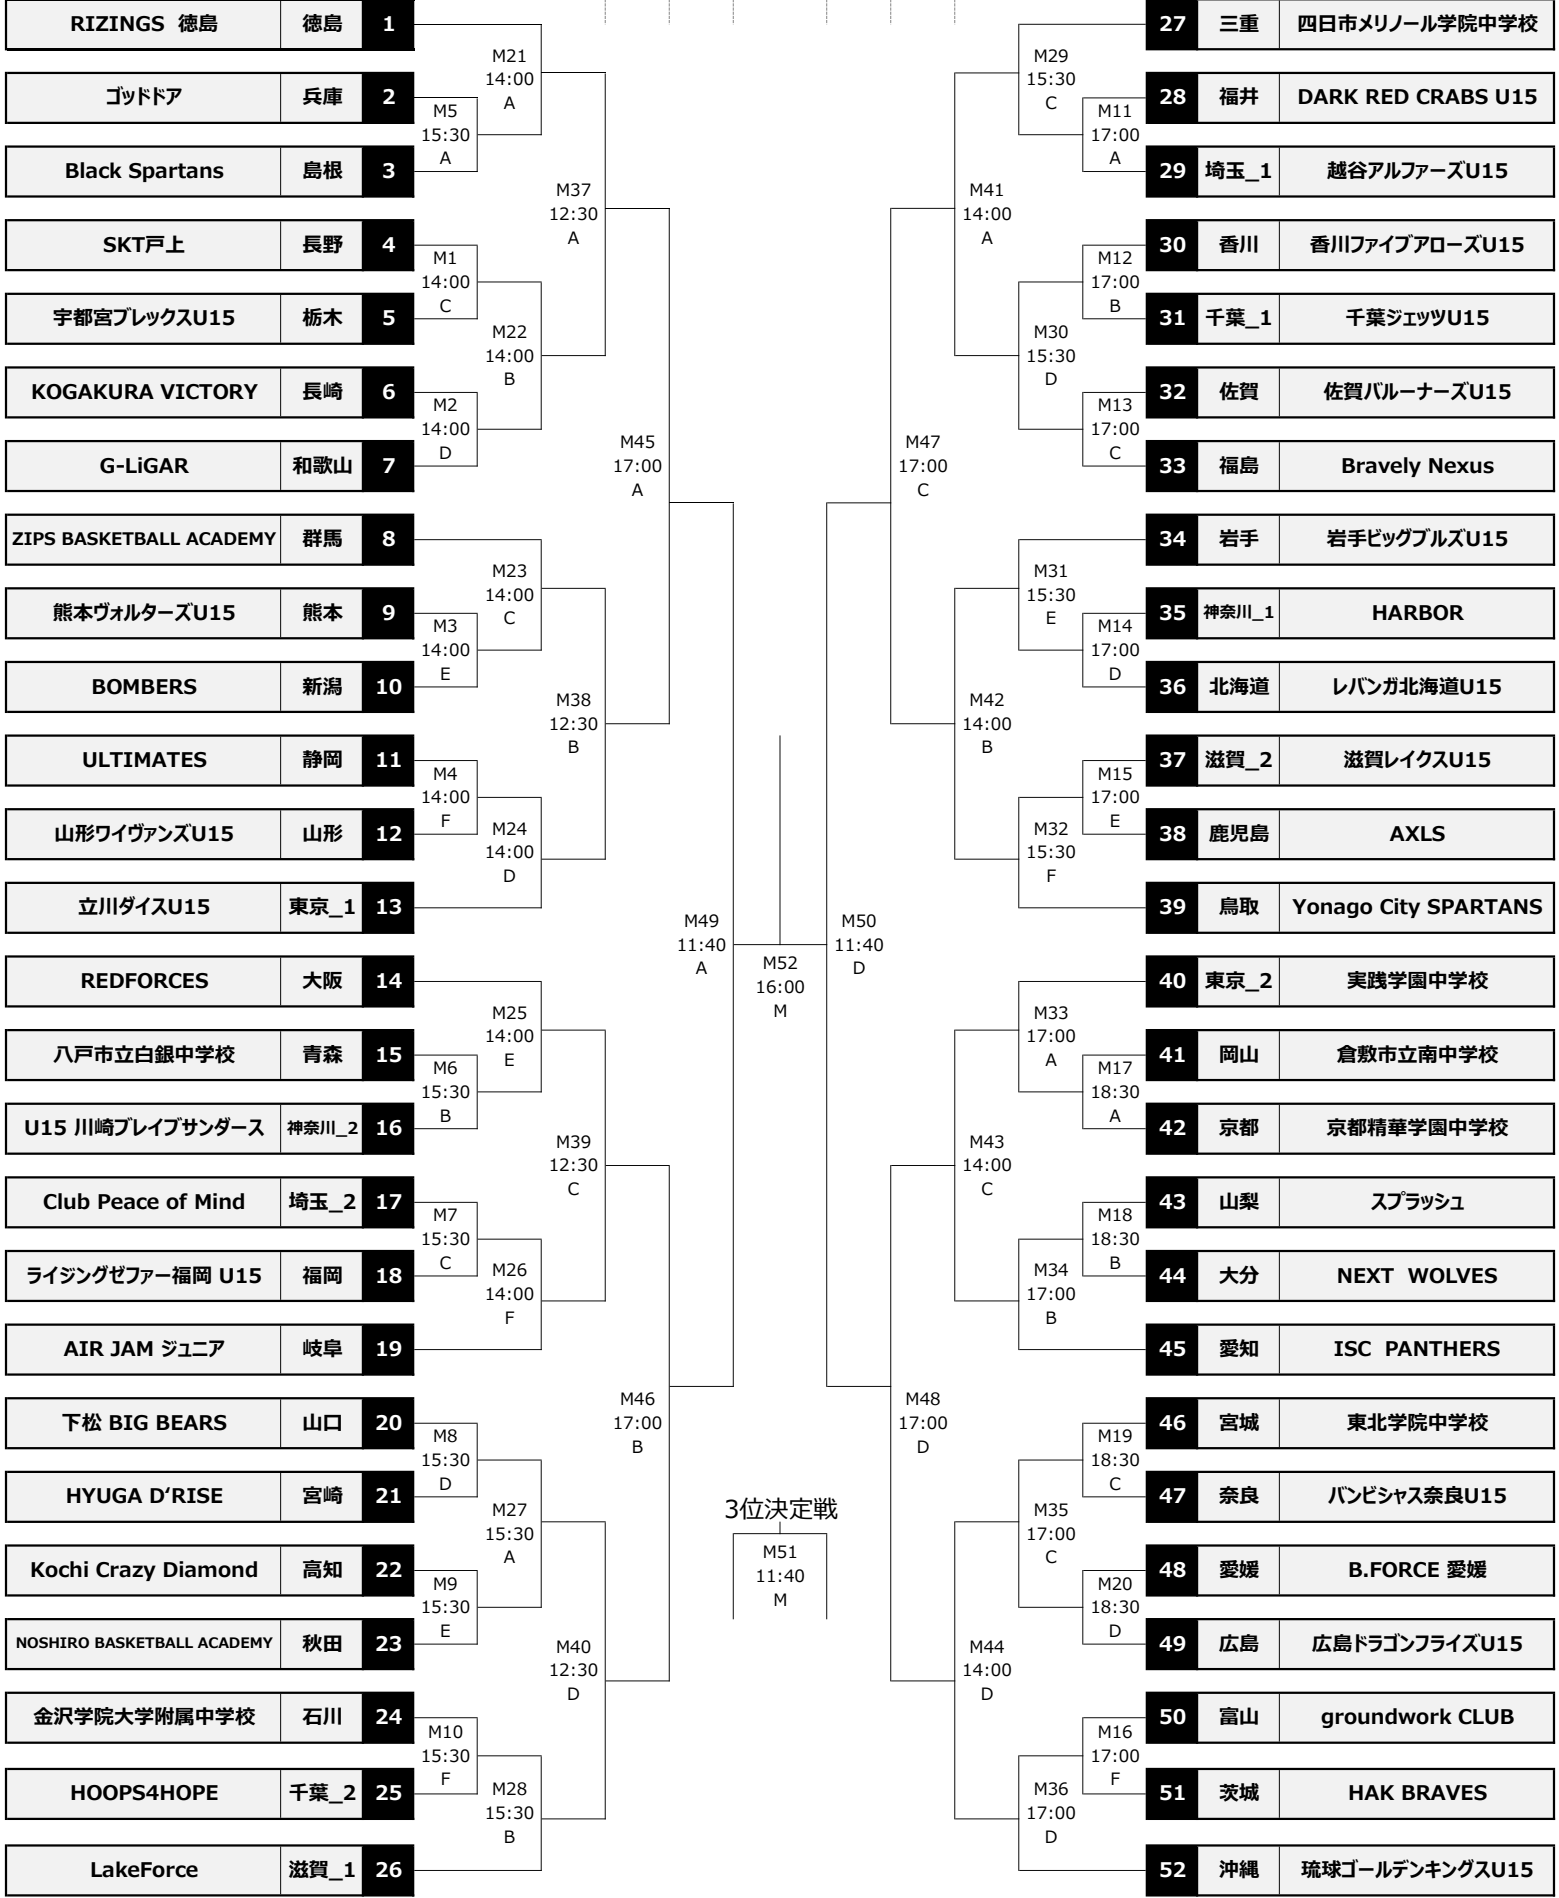 RIZINGS 徳島 徳島 1
ゴッドドア 兵庫 2
Black Spartans 島根 3
SKT戸上 長野 4
宇都宮ブレックスU15 栃木 5
KOGAKURA VICTORY 長崎 6
G-LiGAR 和歌山 7
ZIPS BASKETBALL ACADEMY 群馬 8
熊本ヴォルターズU15 熊本 9
BOMBERS 新潟 10
ULTIMATES 静岡 11
山形ワイヴァンズU15 山形 12
立川ダイスU15 東京_1 13
REDFORCES 大阪 14
八戸市立白銀中学校 青森 15
U15 川崎ブレイブサンダース 神奈川_2 16
Club Peace of Mind 埼玉_2 17
ライジングゼファー福岡 U15 福岡 18
AIR JAM ジュニア 岐阜 19
下松 BIG BEARS 山口 20
HYUGA D‘RISE 宮崎 21
Kochi Crazy Diamond 高知 22
NOSHIRO BASKETBALL ACADEMY 秋田 23
金沢学院大学附属中学校 石川 24
HOOPS4HOPE 千葉_2 25
LakeForce 滋賀_1 26
M5
15:30
A
M1
14:00
C
M2
14:00
D
M3
14:00
E
M4
14:00
F
M6
15:30
B
M7
15:30
C
M8
15:30
D
M9
15:30
E
M10
15:30
F
M21
14:00
A
M22
14:00
B
M23
14:00
C
M24
14:00
D
M25
14:00
E
M26
14:00
F
M27
15:30
A
M28
15:30
B
M37
12:30
A
M38
12:30
B
M39
12:30
C
M40
12:30
D
M45
17:00
A
M46
17:00
B
M49
11:40
A
M52
16:00
M
3位決定戦
M51
11:40
M
M50
11:40
D
M47
17:00
C
M48
17:00
D
M41
14:00
A
M42
14:00
B
M43
14:00
C
M44
14:00
D
M29
15:30
C
M30
15:30
D
M31
15:30
E
M32
15:30
F
M33
17:00
A
M34
17:00
B
M35
17:00
C
M36
17:00
D
M11
17:00
A
M12
17:00
B
M13
17:00
C
M14
17:00
D
M15
17:00
E
M17
18:30
A
M18
18:30
B
M19
18:30
C
M20
18:30
D
M16
17:00
F
27 三重 四日市メリノール学院中学校
28 福井 DARK RED CRABS U15
29 埼玉_1 越谷アルファーズU15
30 香川 香川ファイブアローズU15
31 千葉_1 千葉ジェッツU15
32 佐賀 佐賀バルーナーズU15
33 福島 Bravely Nexus
34 岩手 岩手ビッグブルズU15
35 神奈川_1 HARBOR
36 北海道 レバンガ北海道U15
37 滋賀_2 滋賀レイクスU15
38 鹿児島 AXLS
39 鳥取 Yonago City SPARTANS
40 東京_2 実践学園中学校
41 岡山 倉敷市立南中学校
42 京都 京都精華学園中学校
43 山梨 スプラッシュ
44 大分 NEXT WOLVES
45 愛知 ISC PANTHERS
46 宮城 東北学院中学校
47 奈良 バンビシャス奈良U15
48 愛媛 B.FORCE 愛媛
49 広島 広島ドラゴンフライズU15
50 富山 groundwork CLUB
51 茨城 HAK BRAVES
52 沖縄 琉球ゴールデンキングスU15